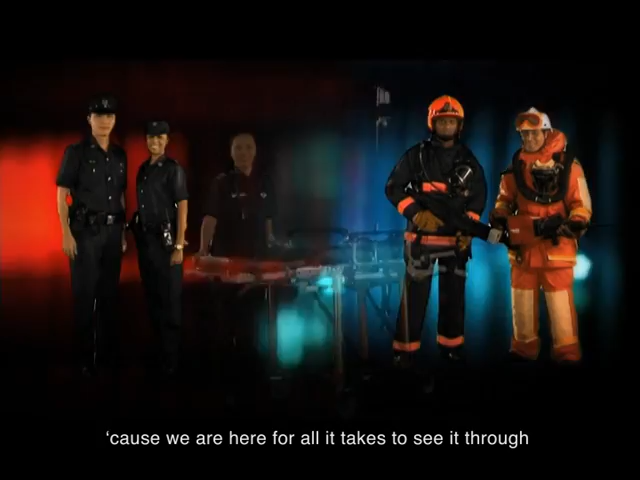 ‘cause we are here for all it takes to see it through